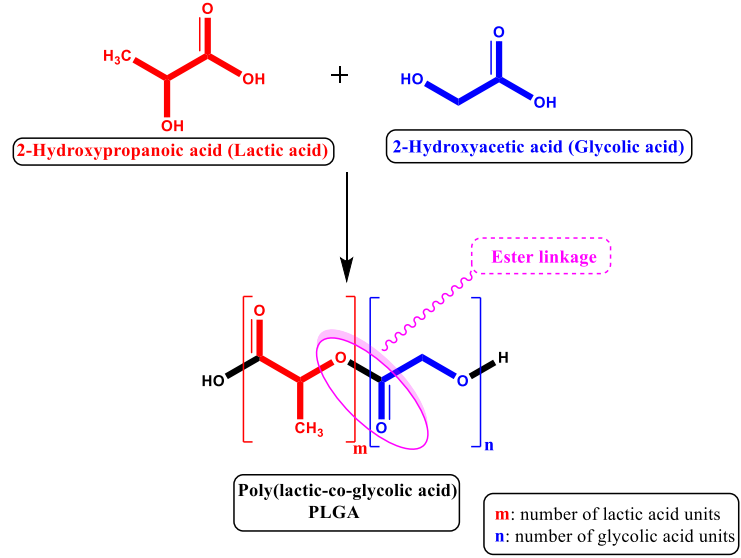 O
H₃C
OH
OH
2-Hydroxypropanoic acid (Lactic acid)
+
O
HO
OH
2-Hydroxyacetic acid (Glycolic acid)
Ester linkage
O
HO
O
CH₃
m
O
O
H
n
Poly(lactic-co-glycolic acid)
PLGA
m: number of lactic acid units
n: number of glycolic acid units